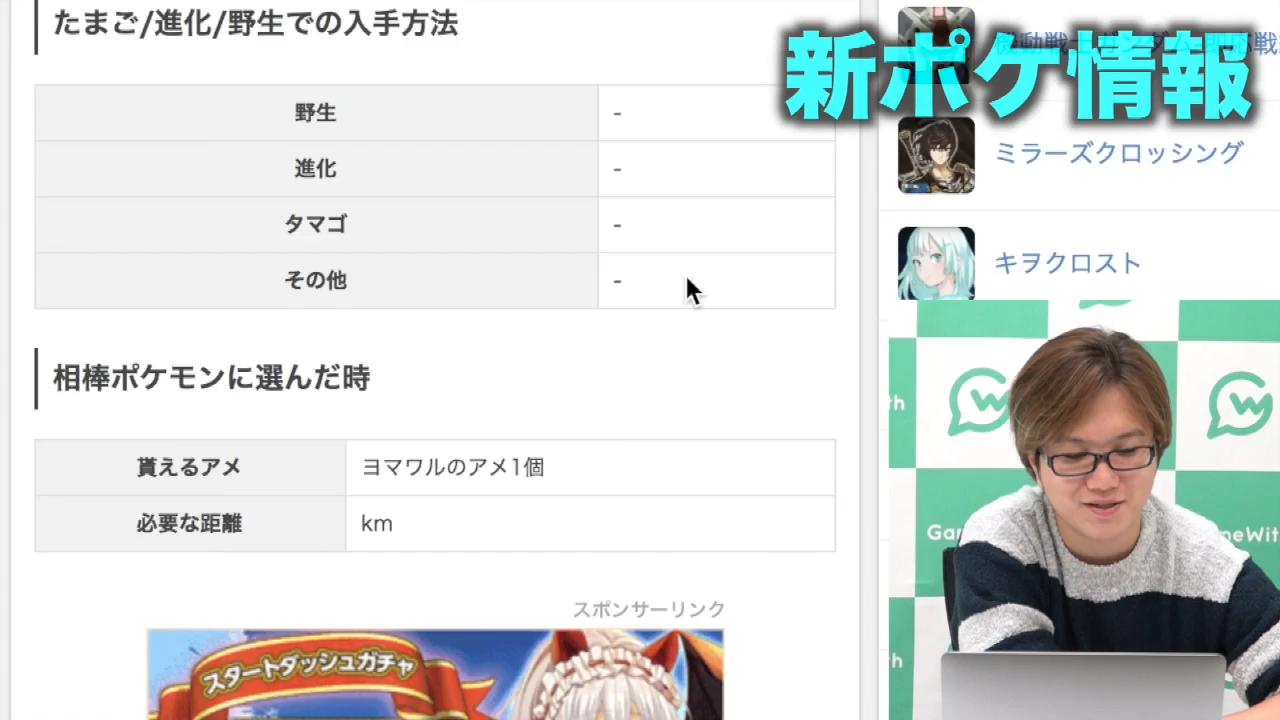 たまご/進化/野生での入手方法
新ポケ情報
野生
-
進化
-
タマゴ
-
その他
-
相棒ポケモンに選んだ時
貰えるアメ
ヨマワルのアメ1個
必要な距離
km
スポンサーリンク
スタートダッシュガチャ
ミラーズクロッシング
キヲクロスト
th
Ga
neWit
h